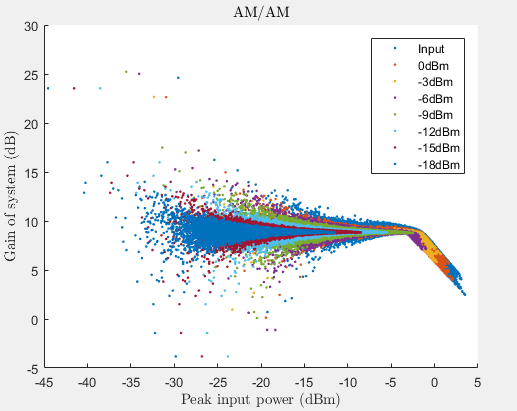 AM/AM
Gain of system (dB)
30
25
20
15
10
5
0
-5
-45
-40
-35
-30
-25
-20
-15
-10
-5
0
5
Peak input power (dBm)
Input
0dBm
-3dBm
-6dBm
-9dBm
-12dBm
-15dBm
-18dBm